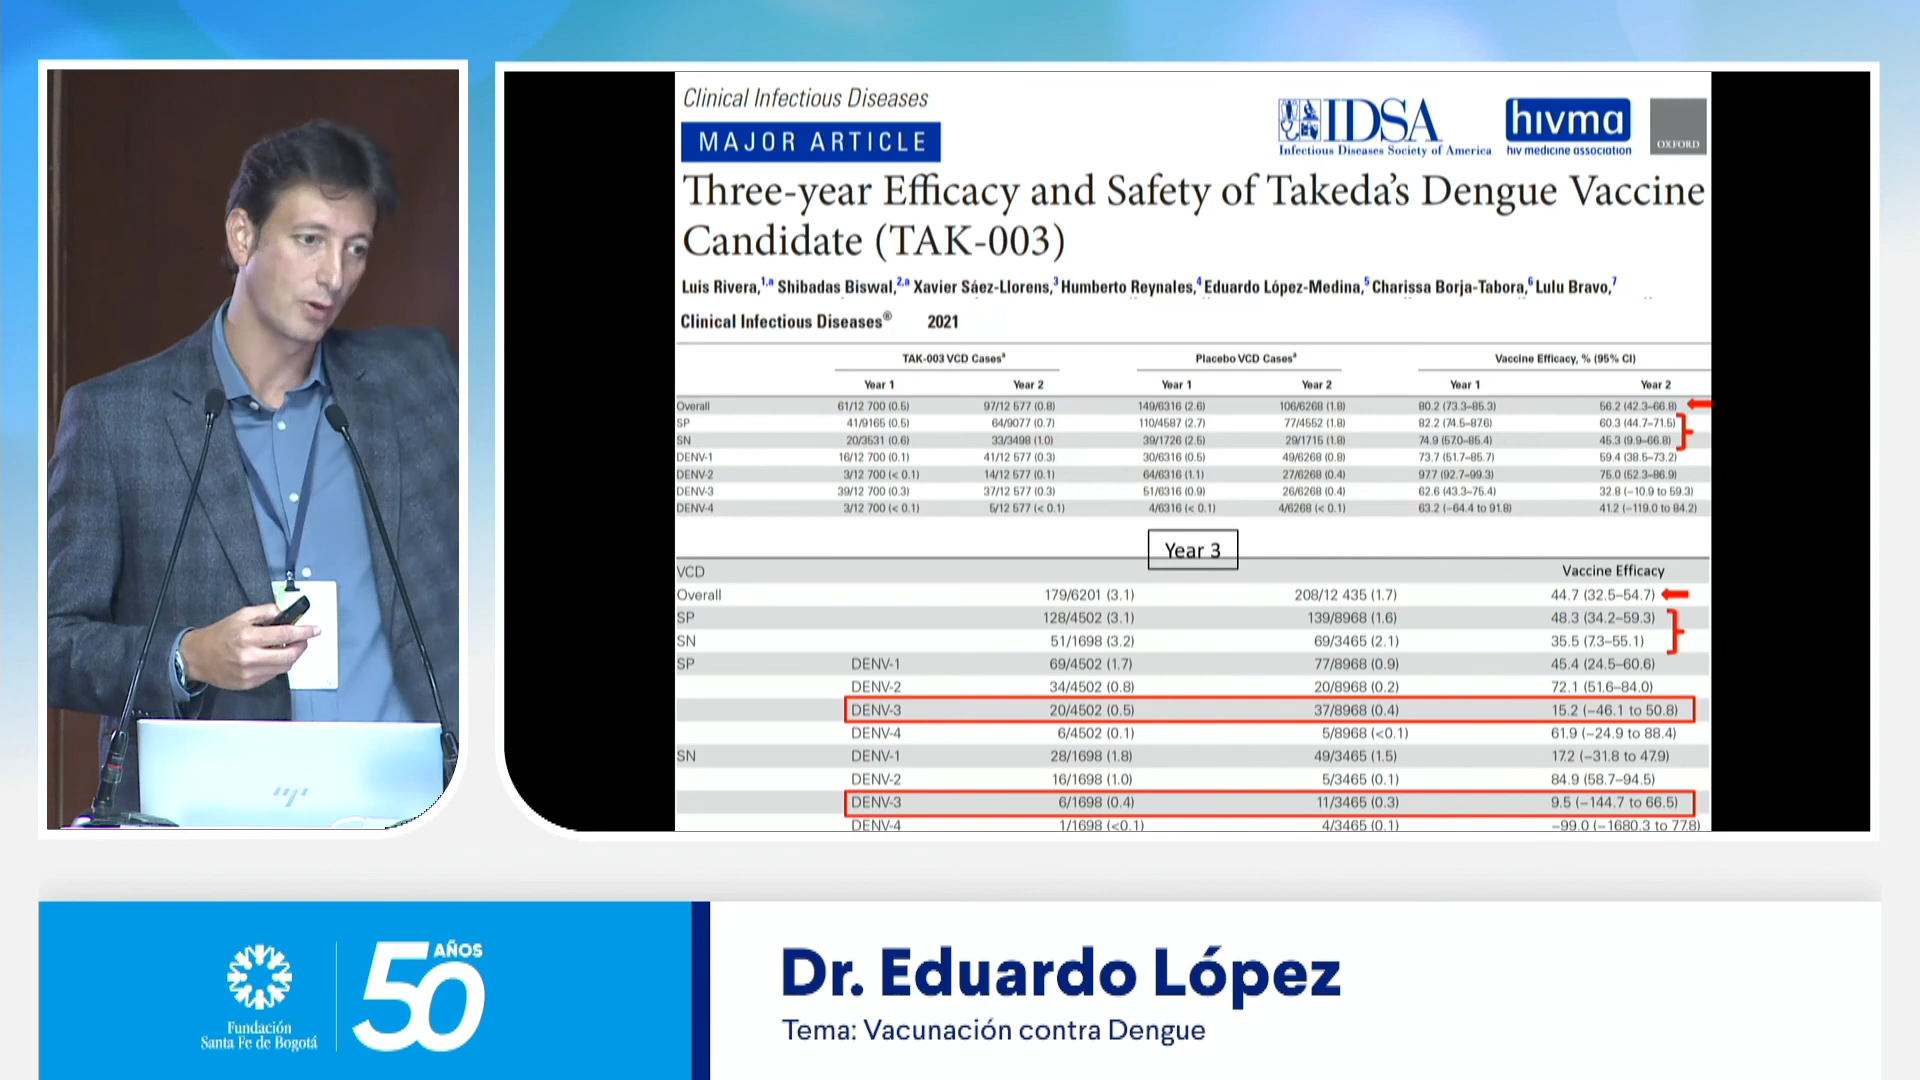 Clinical Infectious Diseases
MAJOR ARTICLE
IDSA
Infectious Diseases Society of America
hivma
hiv medicine association
OXFORD
Three-year Efficacy and Safety of Takeda's Dengue Vaccine
Candidate (TAK-003)
Luis Rivera,1,a Shibadas Biswal,2,a Xavier Sáez-Llorens,3 Humberto Reynales,4 Eduardo López-Medina,5 Charissa Borja-Tabora,6 Lulu Bravo,7
Clinical Infectious Diseases® 2021
TAK-003 VCD Casesa Placebo VCD Casesa Vaccine Efficacy, % (95% CI)
Year 1 Year 2 Year 1 Year 2 Year 1 Year 2
Overall 61/12 700 (0.5) 97/12 577 (0.8) 149/6316 (2.6) 106/6268 (1.8) 80.2 (73.3–85.3) 56.2 (42.3–66.8)
SP 41/9165 (0.5) 64/9077 (0.7) 110/4587 (2.7) 77/4552 (1.8) 82.2 (74.5–87.6) 60.3 (44.7–71.5)
SN 20/3531 (0.6) 33/3498 (1.0) 39/1726 (2.5) 29/1715 (1.8) 74.9 (57.0–85.4) 45.3 (9.9–66.8)
DENV-1 16/12 700 (0.1) 41/12 577 (0.3) 30/6316 (0.5) 49/6268 (0.8) 73.7 (51.7–85.7) 59.4 (38.5–73.2)
DENV-2 3/12 700 (< 0.1) 14/12 577 (0.1) 64/6316 (1.1) 27/6268 (0.4) 97.7 (92.7–99.3) 75.0 (52.3–86.9)
DENV-3 39/12 700 (0.3) 37/12 577 (0.3) 51/6316 (0.9) 26/6268 (0.4) 62.6 (43.3–75.4) 32.8 (–10.9 to 59.3)
DENV-4 3/12 700 (< 0.1) 5/12 577 (< 0.1) 4/6316 (< 0.1) 4/6268 (< 0.1) 63.2 (–64.4 to 91.8) 41.2 (–119.0 to 84.2)
Year 3
VCD Vaccine Efficacy
Overall 179/6201 (3.1) 208/12 435 (1.7) 44.7 (32.5–54.7)
SP 128/4502 (3.1) 139/8968 (1.6) 48.3 (34.2–59.3)
SN 51/1698 (3.2) 69/3465 (2.1) 35.5 (7.3–55.1)
SP DENV-1 69/4502 (1.7) 77/8968 (0.9) 45.4 (24.5–60.6)
DENV-2 34/4502 (0.8) 20/8968 (0.2) 72.1 (51.6–84.0)
DENV-3 20/4502 (0.5) 37/8968 (0.4) 15.2 (–46.1 to 50.8)
DENV-4 6/4502 (0.1) 5/8968 (<0.1) 61.9 (–24.9 to 88.4)
SN DENV-1 28/1698 (1.8) 49/3465 (1.5) 17.2 (–31.8 to 47.9)
DENV-2 16/1698 (1.0) 5/3465 (0.1) 84.9 (58.7–94.5)
DENV-3 6/1698 (0.4) 11/3465 (0.3) 9.5 (–144.7 to 66.5)
DENV-4 1/1698 (<0.1) 4/3465 (0.1) –99.0 (–1680.3 to 77.8)
hp
Fundación
Santa Fe de Bogotá
50 AÑOS
Dr. Eduardo López
Tema: Vacunación contra Dengue